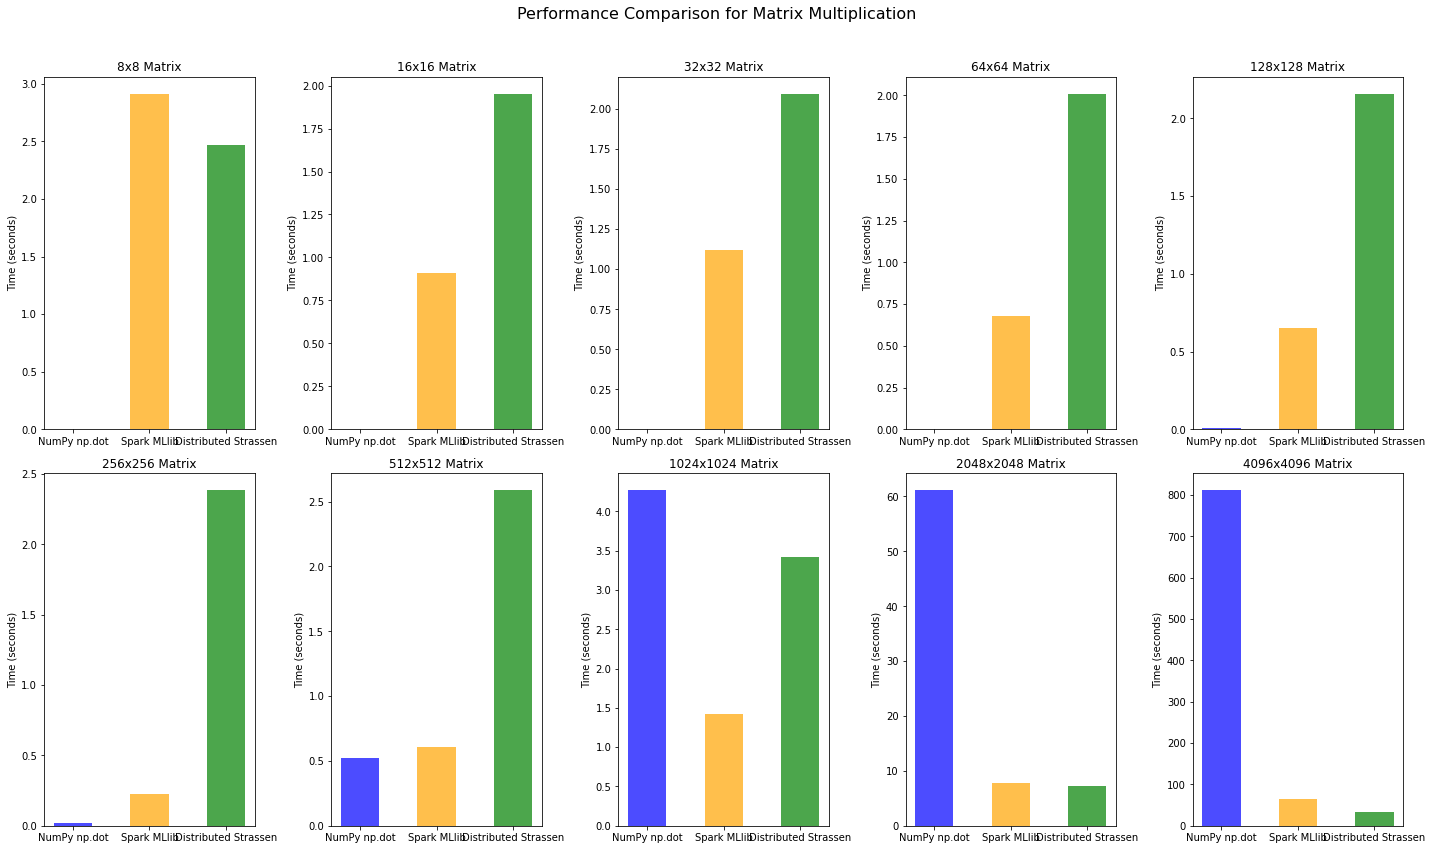 Performance Comparison for Matrix Multiplication
8x8 Matrix
Time (seconds)
3.0
2.5
2.0
1.5
1.0
0.5
0.0
NumPy np.dot Spark MLlib Distributed Strassen
16x16 Matrix
Time (seconds)
2.00
1.75
1.50
1.25
1.00
0.75
0.50
0.25
0.00
NumPy np.dot Spark MLlib Distributed Strassen
32x32 Matrix
Time (seconds)
2.00
1.75
1.50
1.25
1.00
0.75
0.50
0.25
0.00
NumPy np.dot Spark MLlib Distributed Strassen
64x64 Matrix
Time (seconds)
2.00
1.75
1.50
1.25
1.00
0.75
0.50
0.25
0.00
NumPy np.dot Spark MLlib Distributed Strassen
128x128 Matrix
Time (seconds)
2.0
1.5
1.0
0.5
0.0
NumPy np.dot Spark MLlib Distributed Strassen
256x256 Matrix
Time (seconds)
2.5
2.0
1.5
1.0
0.5
0.0
NumPy np.dot Spark MLlib Distributed Strassen
512x512 Matrix
Time (seconds)
2.5
2.0
1.5
1.0
0.5
0.0
NumPy np.dot Spark MLlib Distributed Strassen
1024x1024 Matrix
Time (seconds)
4.0
3.5
3.0
2.5
2.0
1.5
1.0
0.5
0.0
NumPy np.dot Spark MLlib Distributed Strassen
2048x2048 Matrix
Time (seconds)
60
50
40
30
20
10
0
NumPy np.dot Spark MLlib Distributed Strassen
4096x4096 Matrix
Time (seconds)
800
700
600
500
400
300
200
100
0
NumPy np.dot Spark MLlib Distributed Strassen